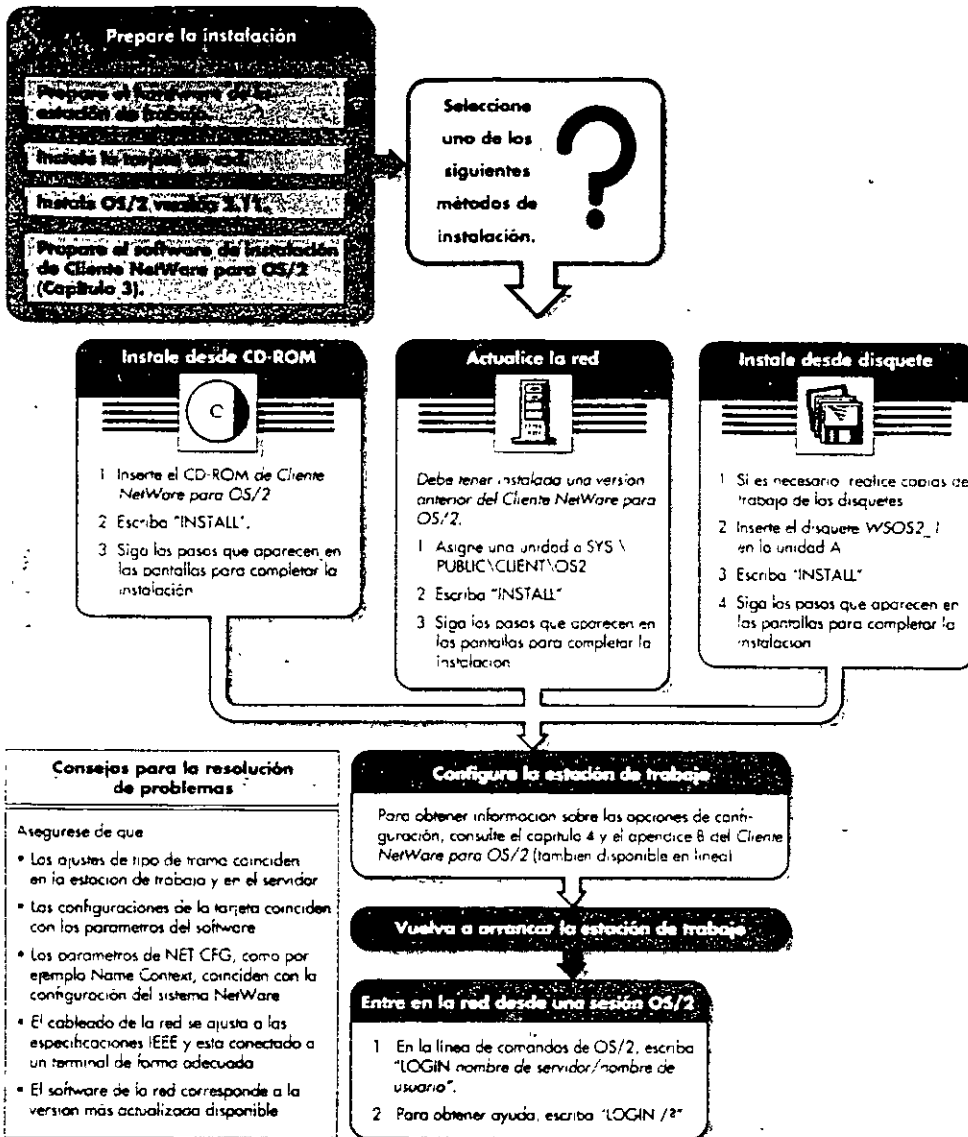 Prepare la instalación
Prepare el hardware de la
estación de trabajo.
Instale la tarjeta de red.
Instale OS/2 versión 2.11.
Prepare el software de instalación
de Cliente NetWare para OS/2
(Capítulo 3).
Seleccione
uno de los
siguientes
métodos de
instalación.
?
Instale desde CD-ROM
C
1 Inserte el CD-ROM de Cliente
NetWare para OS/2
2 Escriba "INSTALL".
3 Siga los pasos que aparecen en
las pantallas para completar la
instalación
Actualice la red
Debe tener instalada una version
anterior del Cliente NetWare para
OS/2.
1 Asigne una unidad a SYS \
PUBLIC\CLIENT\OS2
2 Escriba "INSTALL"
3 Siga los pasos que aparecen en
las pantallas para completar la
instalacion
Instale desde disquete
1 Si es necesario realice copias de
trabajo de los disquetes
2 Inserte el disquete WSOS2_1
en la unidad A
3 Escriba "INSTALL"
4 Siga los pasos que aparecen en
las pantallas para completar la
instalacion
Consejos para la resolución
de problemas
Asegurese de que
• Los ajustes de tipo de trama coinciden
en la estacion de trabajo y en el servidor
• Las configuraciones de la tarjeta coinciden
con los parametros del software
• Los parametros de NET CFG, como por
ejemplo Name Context, coinciden con la
configuración del sistema NetWare
• El cableado de la red se ajusta a las
especificaciones IEEE y esta conectado a
un terminal de forma adecuada
• El software de la red corresponde a la
version más actualizada disponible
Configure la estación de trabajo
Para obtener informacion sobre las opciones de confi-
guración, consulte el capitulo 4 y el apendice B del Cliente
NetWare para OS/2 (tambien disponible en linea)
Vuelva a arrancar la estación de trabajo
Entre en la red desde una sesión OS/2
1 En la línea de comandos de OS/2, escriba
"LOGIN nombre de servidor/nombre de
usuario".
2 Para obtener ayuda, escriba "LOGIN /?"